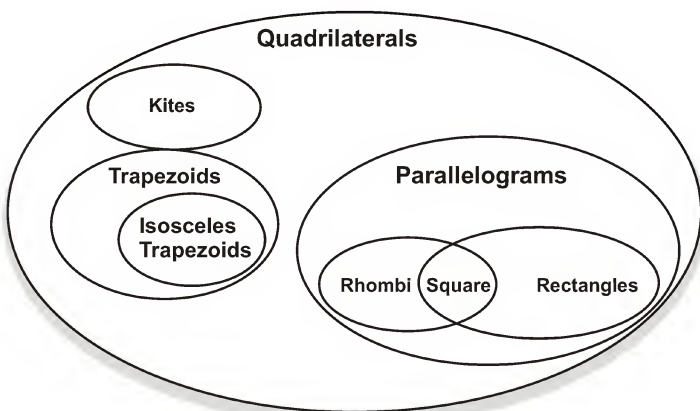 Quadrilaterals
Kites
Trapezoids
Isosceles
Trapezoids
Parallelograms
Rhombi
Square
Rectangles